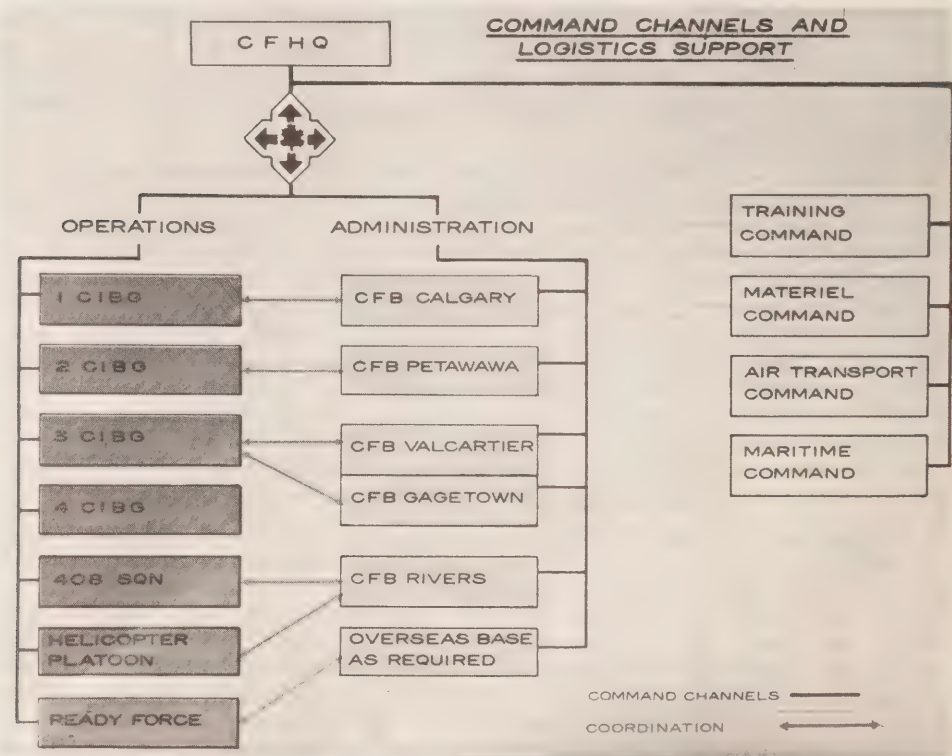 CFHQ
COMMAND CHANNELS AND
LOGISTICS SUPPORT
OPERATIONS
ADMINISTRATION
1 CIBG
2 CIBG
3 CIBG
4 CIBG
408 SQN
HELICOPTER
PLATOON
READY FORCE
CFB CALGARY
CFB PETAWAWA
CFB VALCARTIER
CFB GAGETOWN
CFB RIVERS
OVERSEAS BASE
AS REQUIRED
TRAINING
COMMAND
MATERIEL
COMMAND
AIR TRANSPORT
COMMAND
MARITIME
COMMAND
COMMAND CHANNELS
COORDINATION